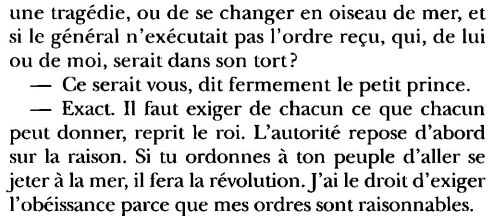 une tragédie, ou de se changer en oiseau de mer, et
si le général n'exécutait pas l'ordre reçu, qui, de lui
ou de moi, serait dans son tort?
— Ce serait vous, dit fermement le petit prince.
— Exact. Il faut exiger de chacun ce que chacun
peut donner, reprit le roi. L'autorité repose d'abord
sur la raison. Si tu ordonnes à ton peuple d'aller se
jeter à la mer, il fera la révolution. J'ai le droit d'exiger
l'obéissance parce que mes ordres sont raisonnables.